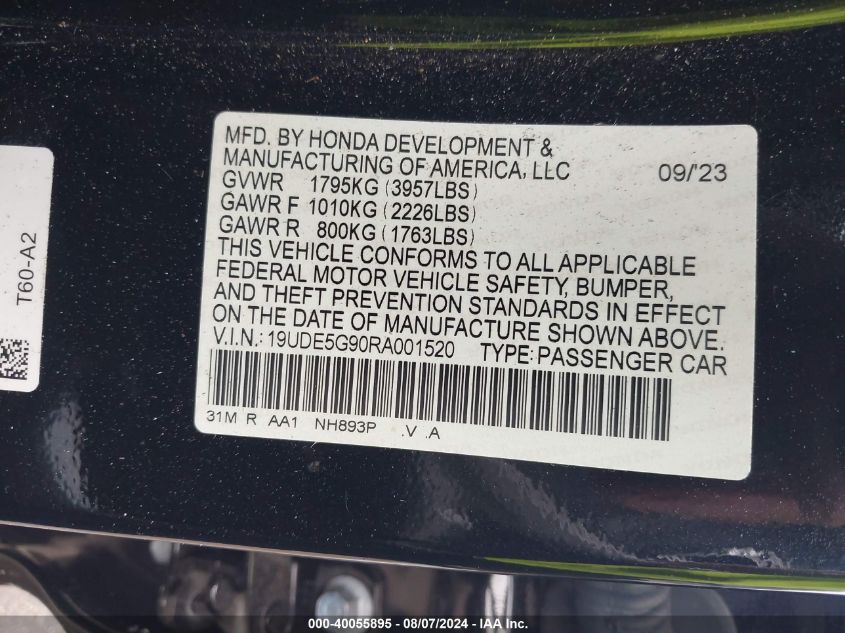 MFD. BY HONDA DEVELOPMENT &
MANUFACTURING OF AMERICA, LLC 09/'23
GVWR 1795KG (3957LBS)
GAWR F 1010KG (2226LBS)
GAWR R 800KG (1763LBS)
THIS VEHICLE CONFORMS TO ALL APPLICABLE
FEDERAL MOTOR VEHICLE SAFETY, BUMPER,
AND THEFT PREVENTION STANDARDS IN EFFECT
ON THE DATE OF MANUFACTURE SHOWN ABOVE.
V.I.N.: 19UDE5G90RA001520 TYPE: PASSENGER CAR
31M R AA1 NH893P .V .A
T60-A2
000-40055895 - 08/07/2024 - IAA Inc.